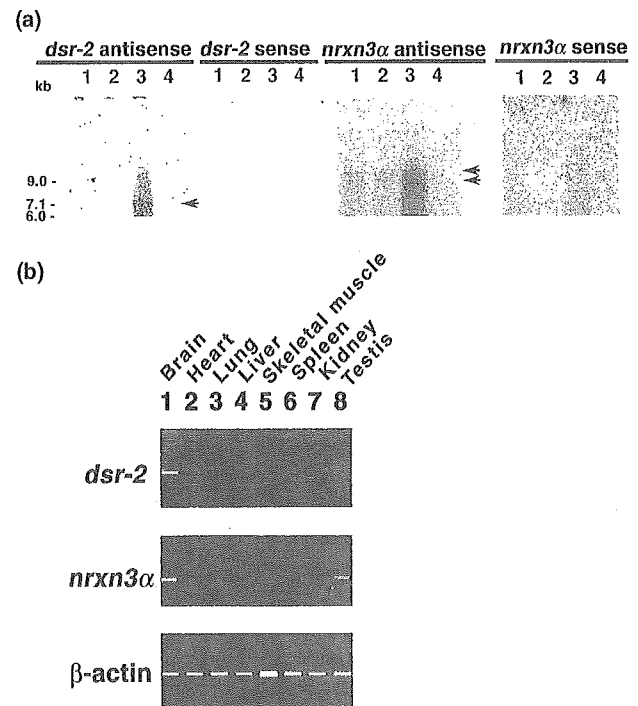 (a)
dsr-2 antisense dsr-2 sense nrxn3α antisense nrxn3α sense
kb 1 2 3 4 1 2 3 4 1 2 3 4 1 2 3 4
9.0 -
7.1 -
6.0 -
(b)
Brain Heart Lung Liver Skeletal muscle Spleen Kidney Testis
1 2 3 4 5 6 7 8
dsr-2
nrxn3α
β-actin